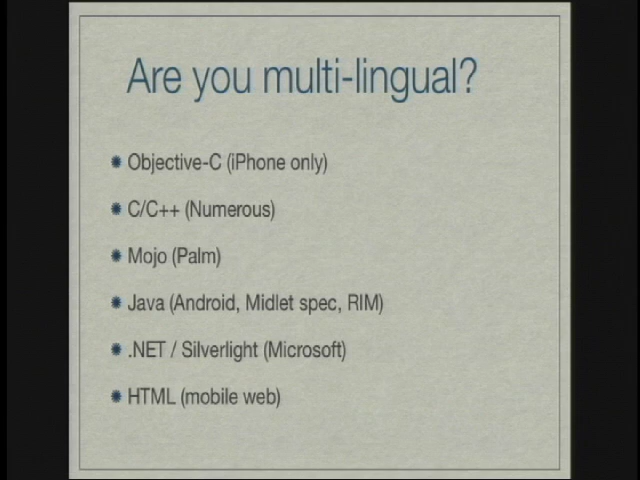 Are you multi-lingual?
Objective-C (iPhone only)
C/C++ (Numerous)
Mojo (Palm)
Java (Android, Midlet spec, RIM)
.NET / Silverlight (Microsoft)
HTML (mobile web)